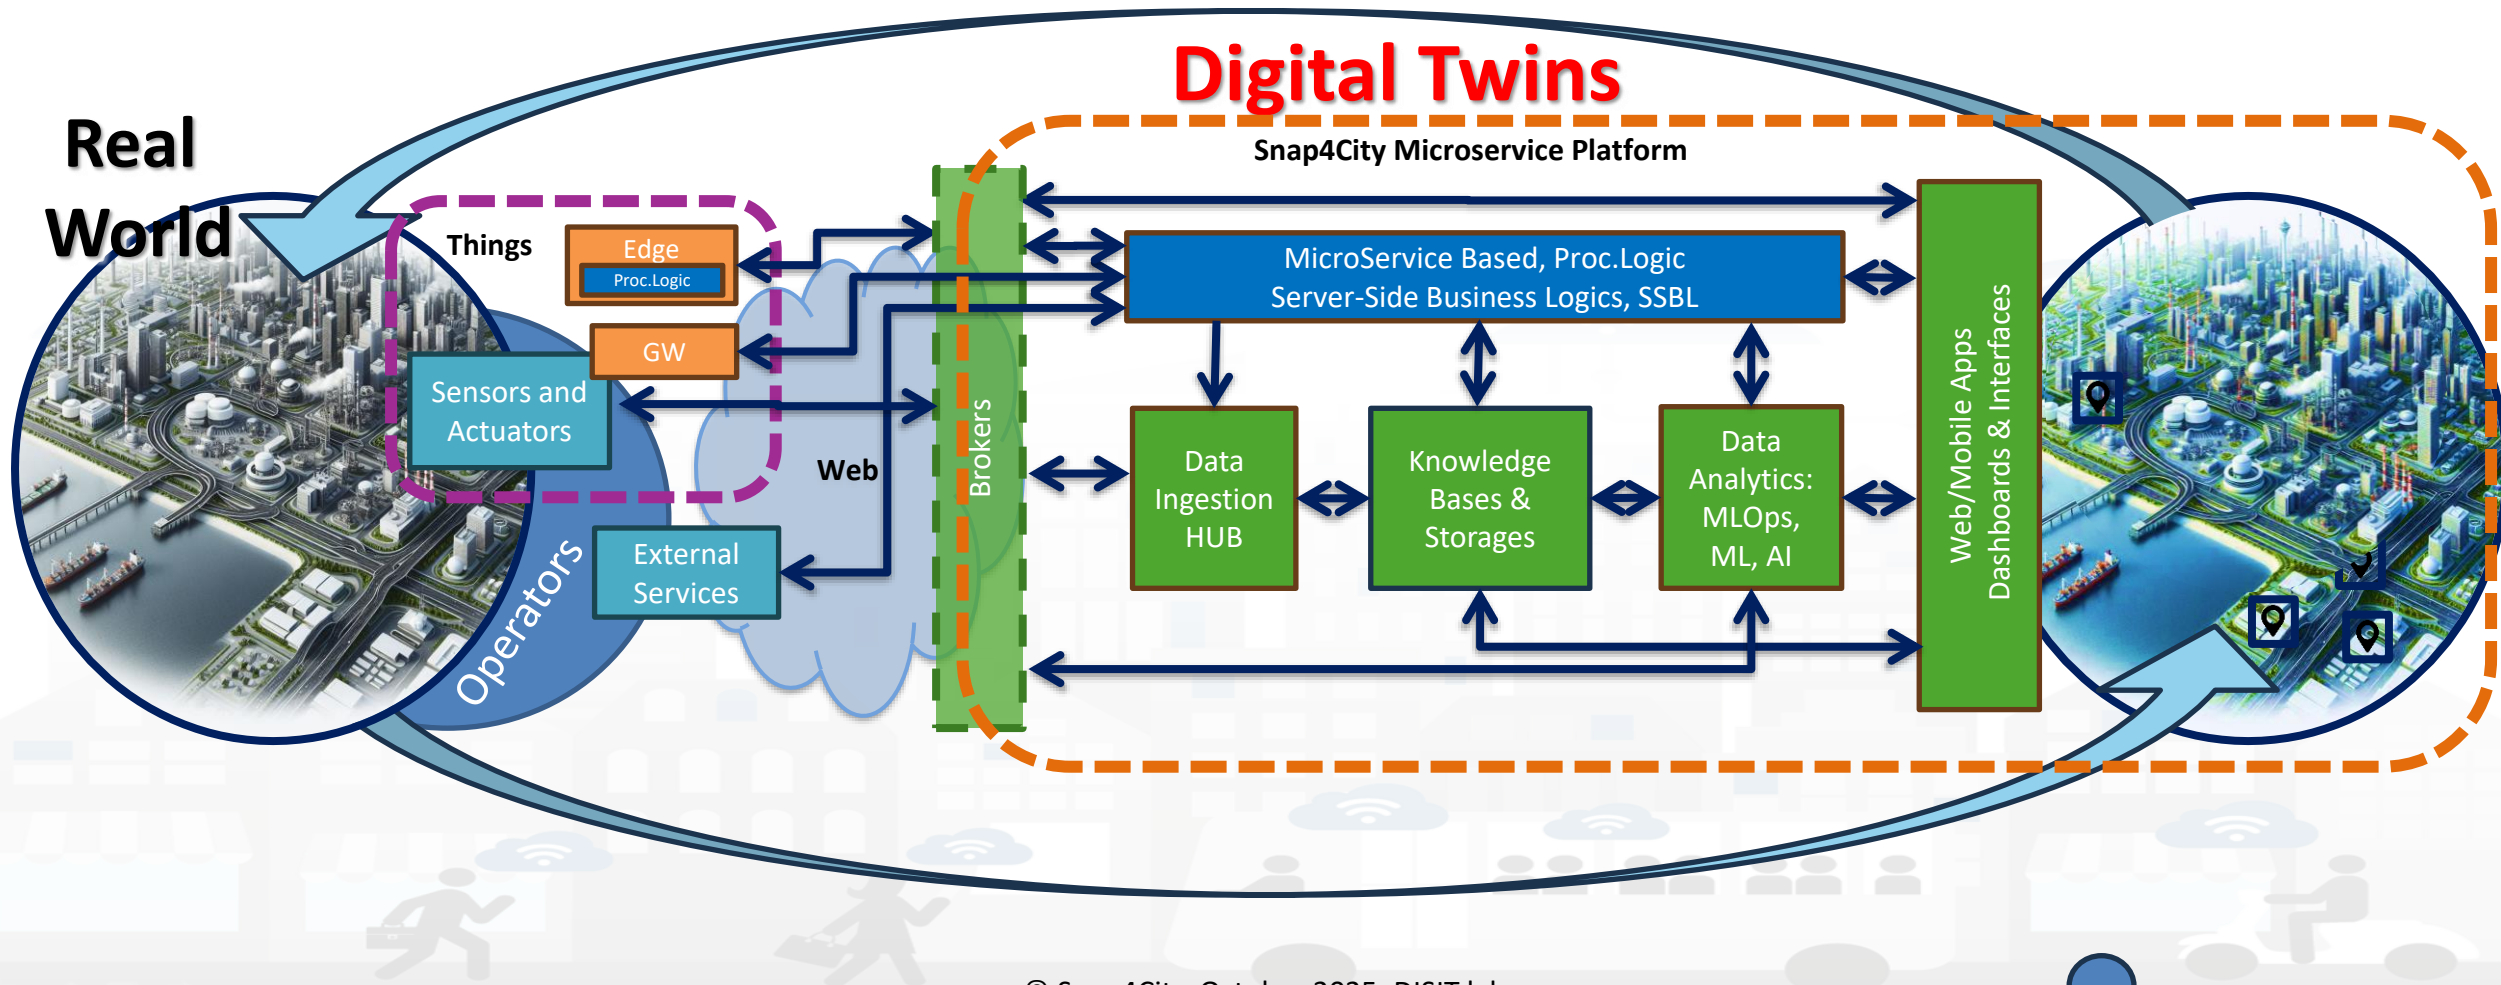 Digital Twins
Real
World
Snap4City Microservice Platform
Things
Edge
Proc.Logic
GW
Sensors and
Actuators
Operators
External
Services
Web
Brokers
MicroService Based, Proc.Logic
Server-Side Business Logics, SSBL
Data
Ingestion
HUB
Knowledge
Bases &
Storages
Data
Analytics:
MLOps,
ML, AI
Web/Mobile Apps
Dashboards & Interfaces